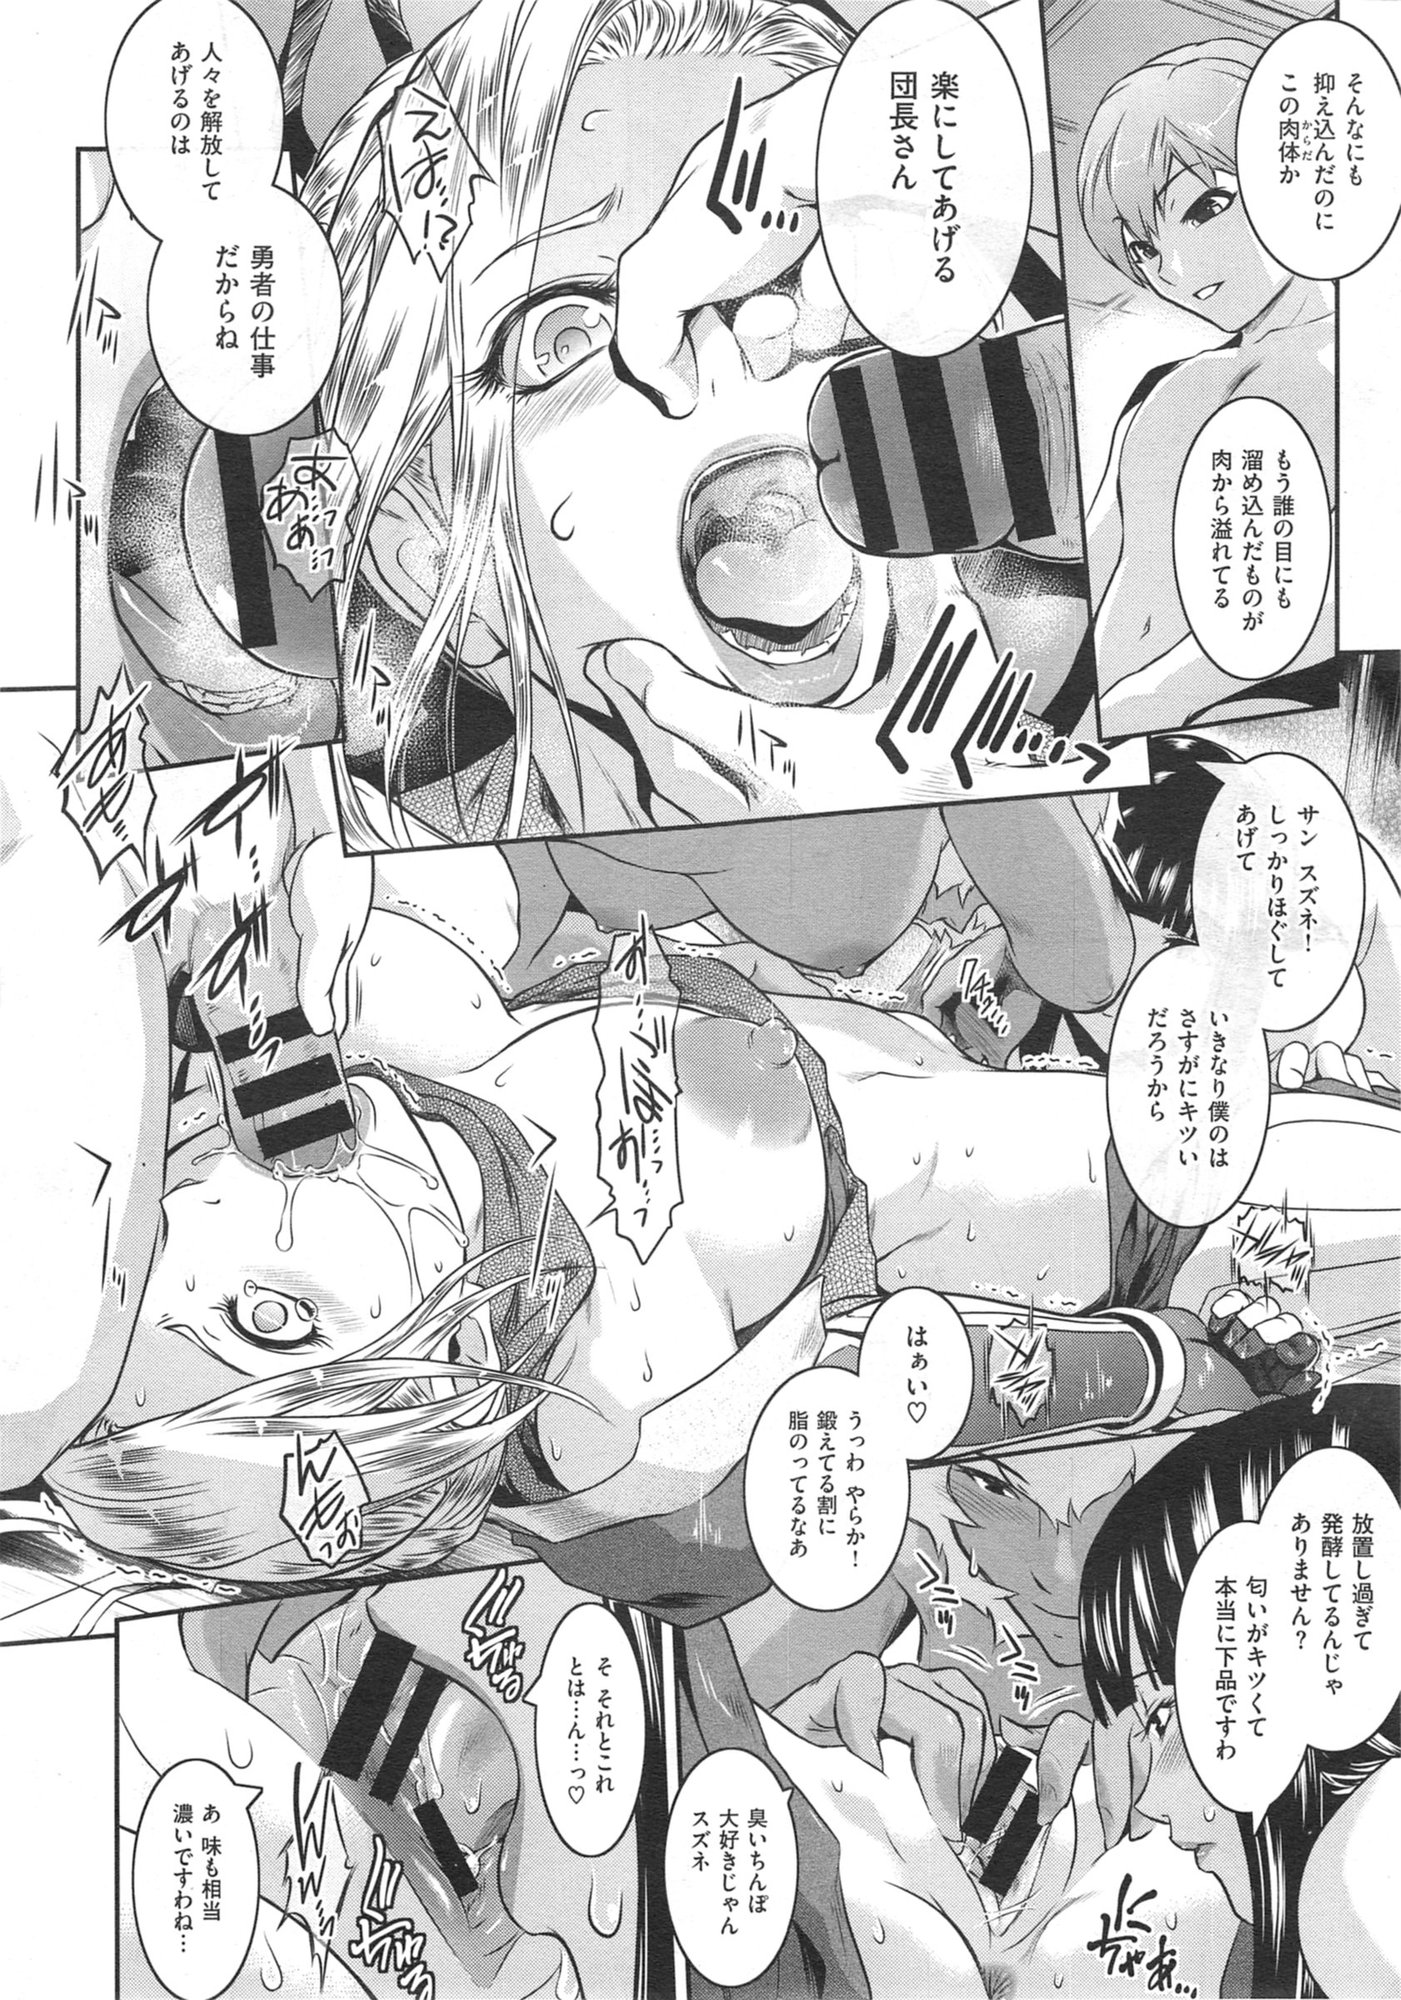 そんなにも
抑え込んだのに
この肉体か
からだ
もう誰の目にも
溜め込んだものが
肉から溢れてる
楽にしてあげる
団長さん
えぉ!?
人々を解放して
あげるのは
勇者の仕事
だからね
サン スズネ!
しっかりほぐして
あげて
いきなり僕のは
さすがにキツい
だろうから
はぁい♡
うっわ やらか!
鍛えてる割に
脂のってるなあ
放置し過ぎて
発酵してるんじゃ
ありません?
匂いがキツくて
本当に下品ですわ
臭いちんぽ
大好きじゃん
スズネ
そ それとこれ
とは…ん…っ♡
あ 味も相当
濃いですわね…